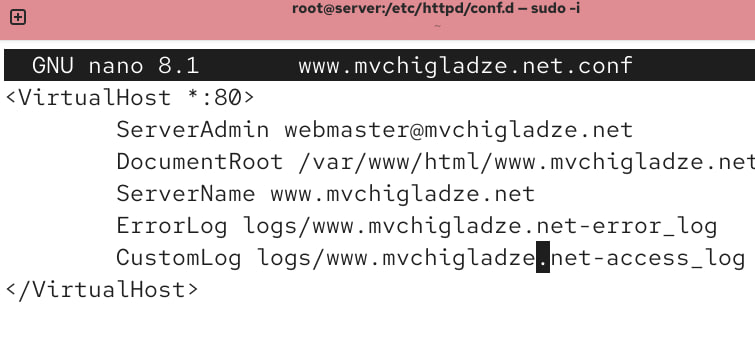 root@server:/etc/httpd/conf.d — sudo -i
~
GNU nano 8.1 www.mvchigladze.net.conf
<VirtualHost *:80>
ServerAdmin webmaster@mvchigladze.net
DocumentRoot /var/www/html/www.mvchigladze.net
ServerName www.mvchigladze.net
ErrorLog logs/www.mvchigladze.net-error_log
CustomLog logs/www.mvchigladze.net-access_log
</VirtualHost>